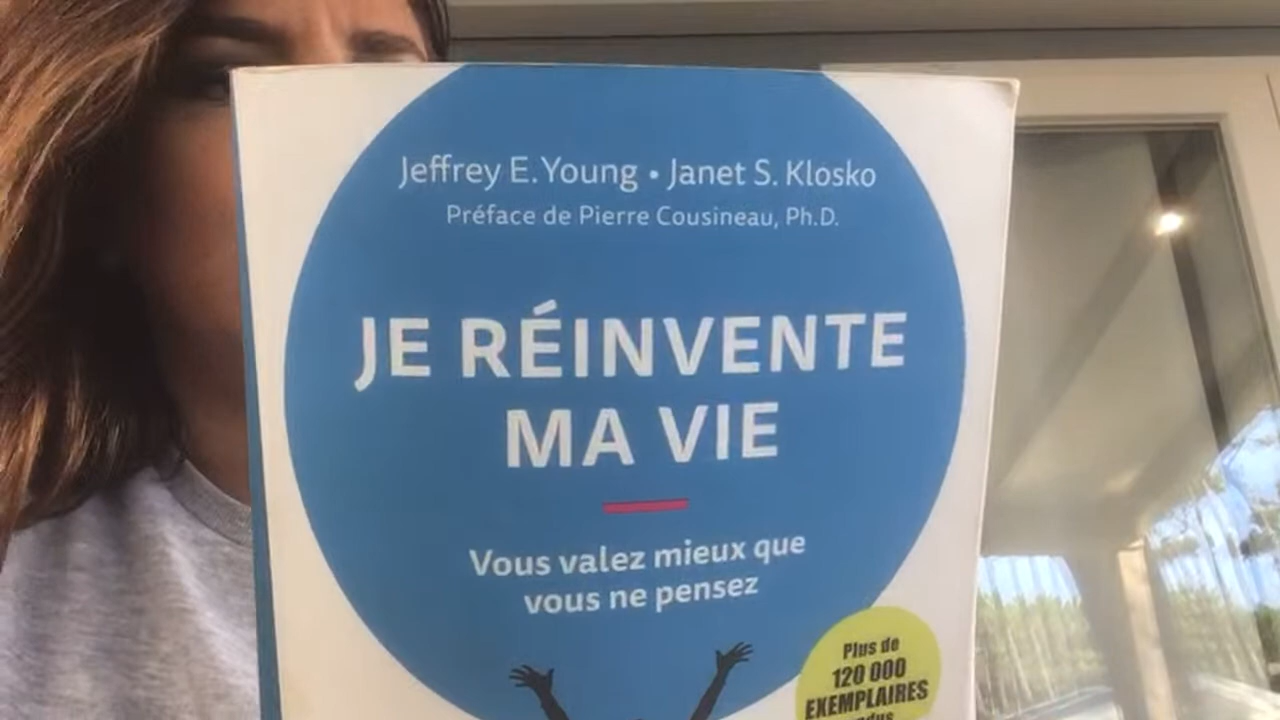 Jeffrey E. Young • Janet S. Klosko
Préface de Pierre Cousineau, Ph.D.
JE RÉINVENTE
MA VIE
Vous valez mieux que
vous ne pensez
Plus de
120 000
EXEMPLAIRES